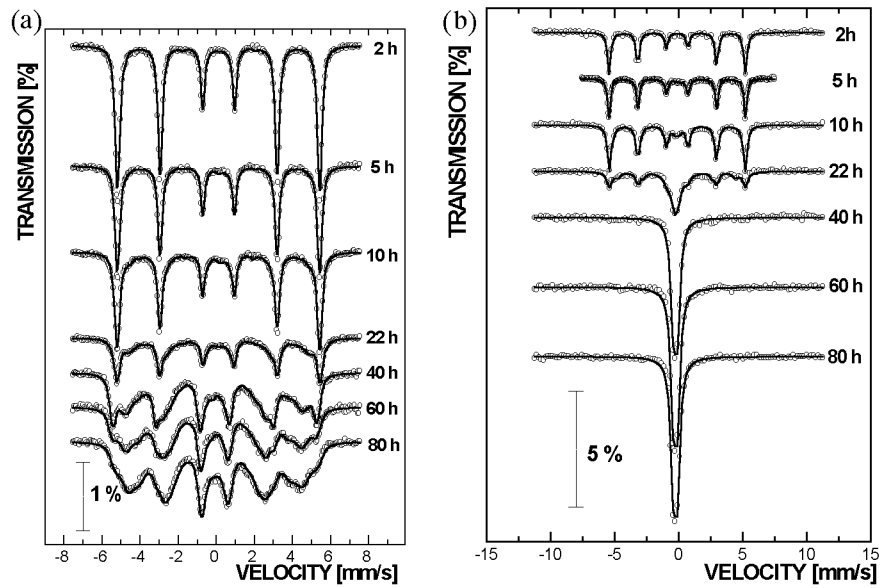 (a)
TRANSMISSION [%]
2 h
5 h
10 h
22 h
40 h
60 h
80 h
1 %
-8 -6 -4 -2 0 2 4 6 8
VELOCITY [mm/s]
(b)
TRANSMISSION [%]
2h
5 h
10 h
22 h
40 h
60 h
80 h
5 %
-15 -10 -5 0 5 10 15
VELOCITY [mm/s]